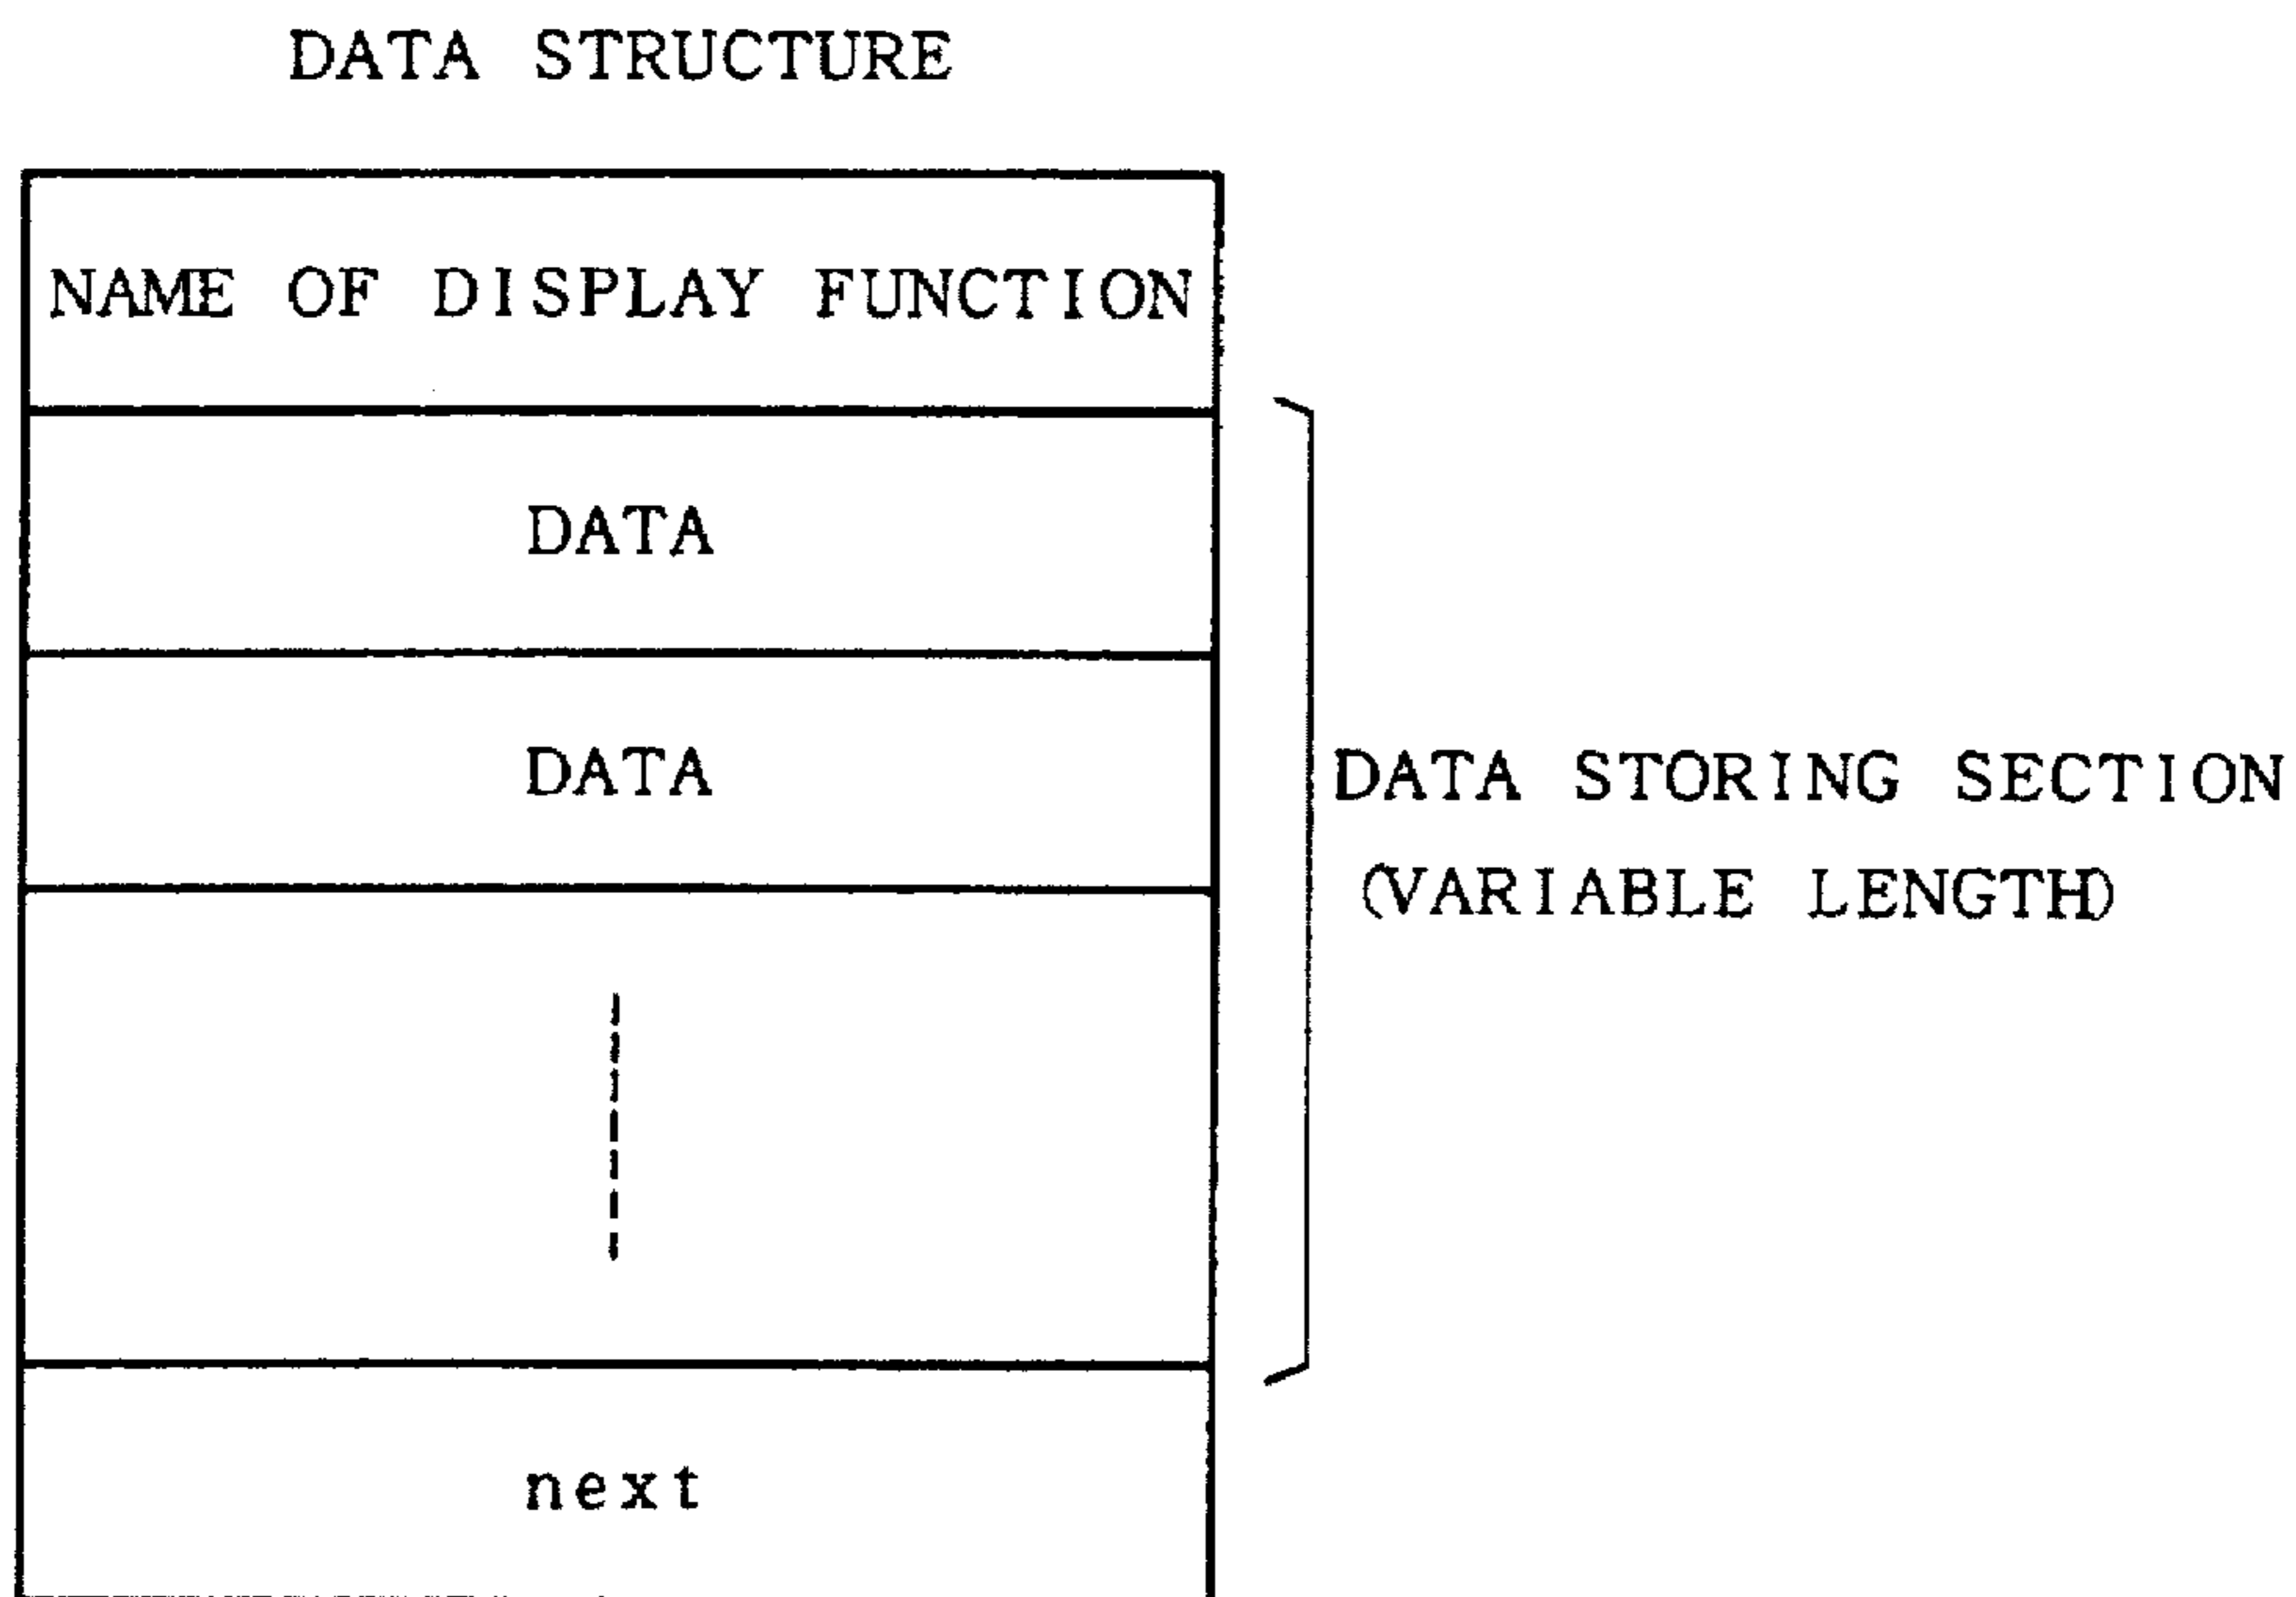 DATA STRUCTURE
NAME OF DISPLAY FUNCTION
DATA
DATA
DATA STORING SECTION
(VARIABLE LENGTH)
next